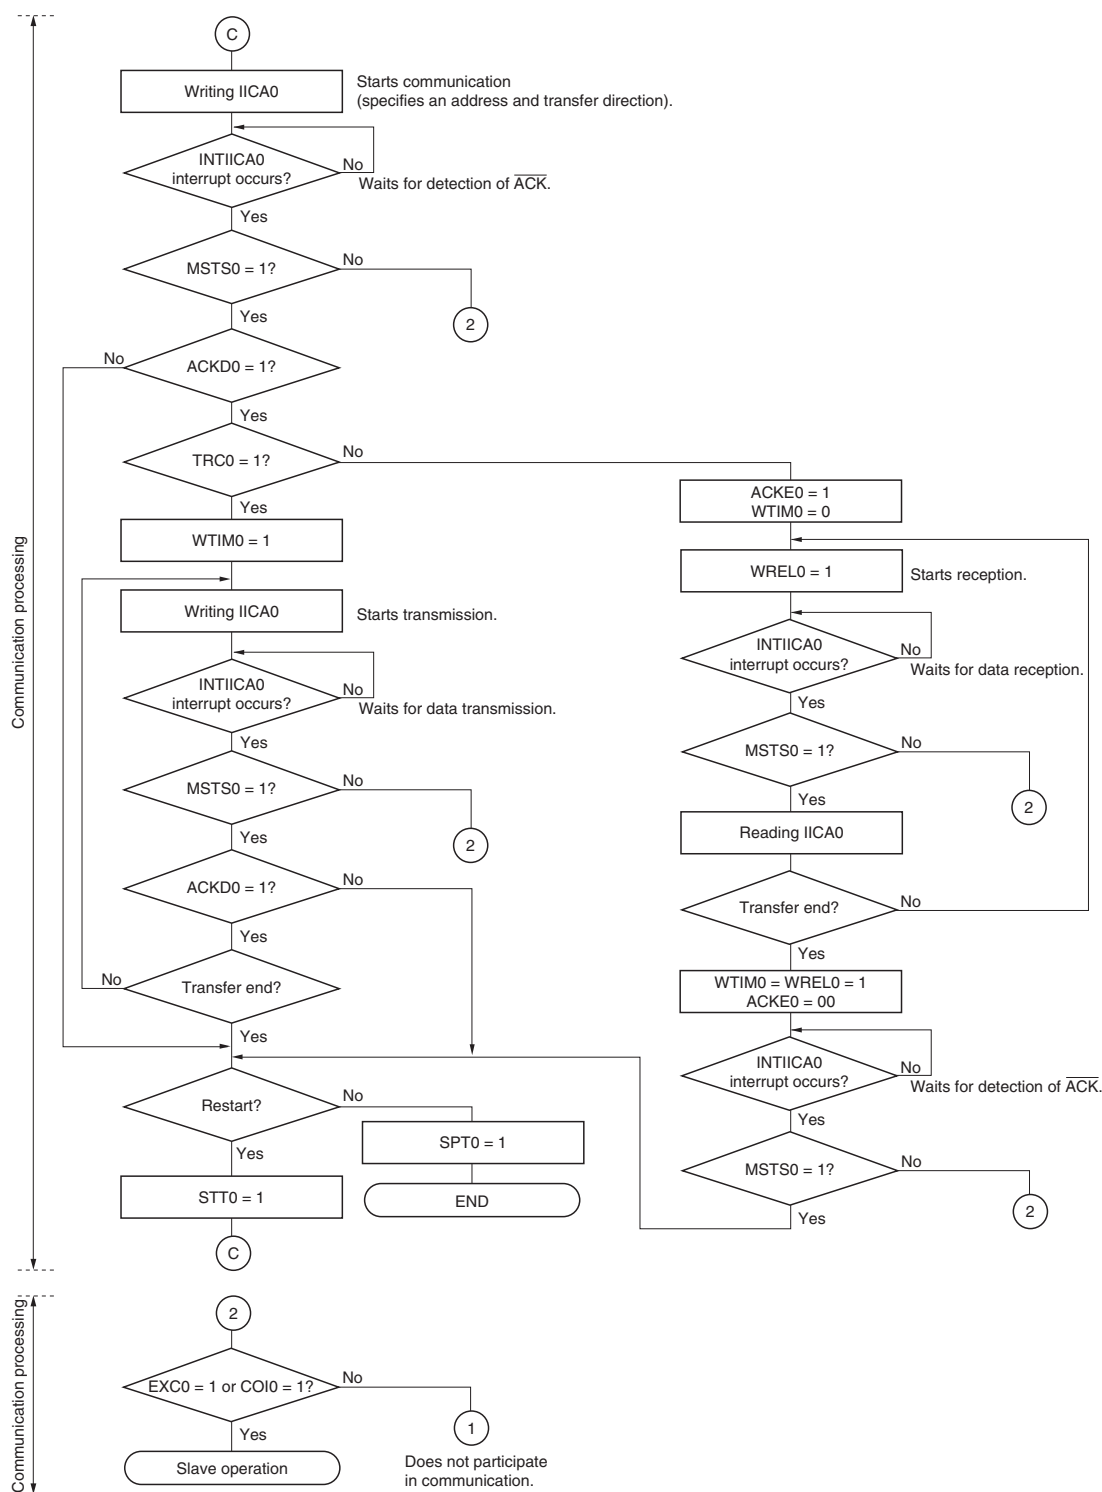 C
Writing IICA0
Starts communication
(specifies an address and transfer direction).
INTIICA0
interrupt occurs?
No
Waits for detection of ACK.
Yes
MSTS0 = 1?
No
2
Yes
ACKD0 = 1?
No
Yes
TRC0 = 1?
No
Yes
WTIM0 = 1
Writing IICA0
Starts transmission.
INTIICA0
interrupt occurs?
No
Waits for data transmission.
Yes
MSTS0 = 1?
No
2
Yes
ACKD0 = 1?
No
Yes
Transfer end?
No
Yes
Restart?
No
SPT0 = 1
END
Yes
STT0 = 1
C
ACKE0 = 1
WTIM0 = 0
WREL0 = 1
Starts reception.
INTIICA0
interrupt occurs?
No
Waits for data reception.
Yes
MSTS0 = 1?
No
2
Yes
Reading IICA0
Transfer end?
No
Yes
WTIM0 = WREL0 = 1
ACKE0 = 00
INTIICA0
interrupt occurs?
No
Waits for detection of ACK.
Yes
MSTS0 = 1?
No
2
Yes
Communication processing
2
EXC0 = 1 or COI0 = 1?
No
1
Does not participate
in communication.
Yes
Slave operation
Communication processing